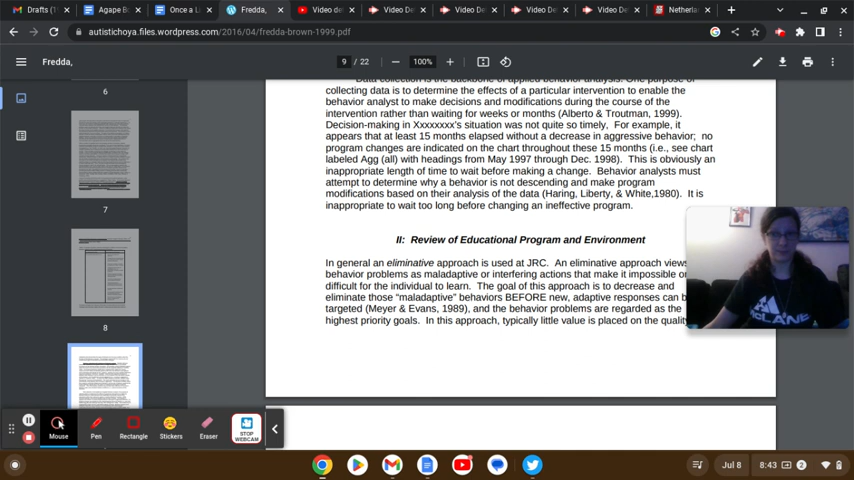 Drafts (T
Agape Bo
Once a Li
Fredda,
Video de
Video De
Video De
Video De
Video De
Netherla
autistichoya.files.wordpress.com/2016/04/fredda-brown-1999.pdf
Fredda,
9 / 22
100%
6
7
8
Data collection is the backbone of applied behavior analysis. One purpose of
collecting data is to determine the effects of a particular intervention to enable the
behavior analyst to make decisions and modifications during the course of the
intervention rather than waiting for weeks or months (Alberto & Troutman, 1999).
Decision-making in Xxxxxxxx's situation was not quite so timely, For example, it
appears that at least 15 months elapsed without a decrease in aggressive behavior; no
program changes are indicated on the chart throughout these 15 months (i.e., see chart
labeled Agg (all) with headings from May 1997 through Dec. 1998). This is obviously an
inappropriate length of time to wait before making a change. Behavior analysts must
attempt to determine why a behavior is not descending and make program
modifications based on their analysis of the data (Haring, Liberty, & White,1980). It is
inappropriate to wait too long before changing an ineffective program.
II: Review of Educational Program and Environment
In general an eliminative approach is used at JRC. An eliminative approach views
behavior problems as maladaptive or interfering actions that make it impossible or
difficult for the individual to learn. The goal of this approach is to decrease and
eliminate those "maladaptive" behaviors BEFORE new, adaptive responses can b
targeted (Meyer & Evans, 1989), and the behavior problems are regarded as the
highest priority goals. In this approach, typically little value is placed on the quality
Mouse
Pen
Rectangle
Stickers
Eraser
STOP
WEBCAM
Jul 8
8:43
2